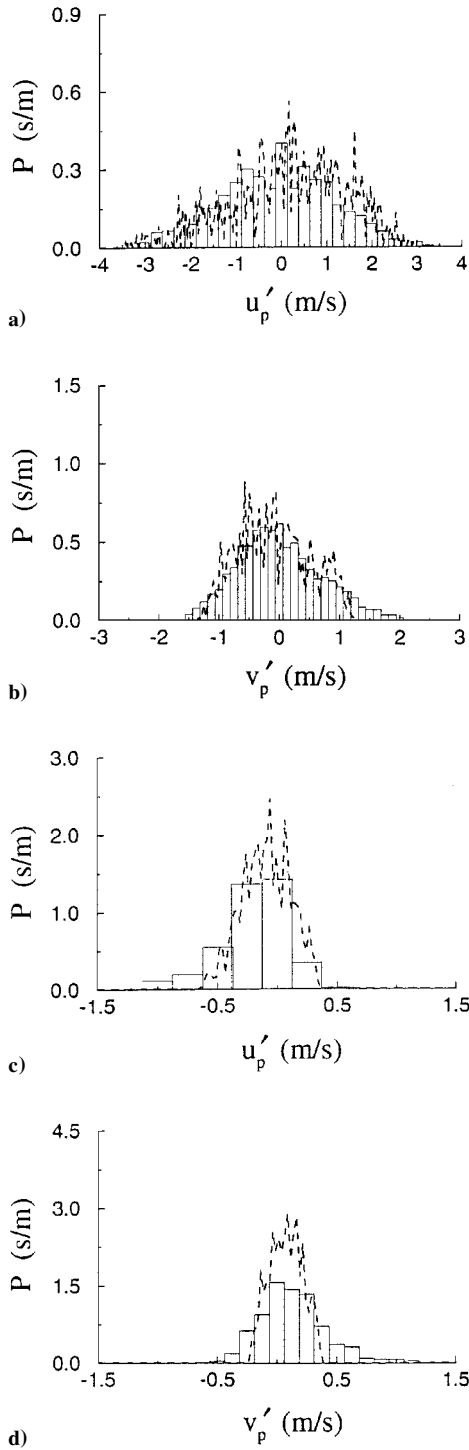 0.9
0.6
0.3
0.0
P (s/m)
-4 -3 -2 -1 0 1 2 3 4
u_p′ (m/s)
a)
1.5
1.0
0.5
0.0
P (s/m)
-3 -2 -1 0 1 2 3
v_p′ (m/s)
b)
3.0
2.0
1.0
0.0
P (s/m)
-1.5 -0.5 0.5 1.5
u_p′ (m/s)
c)
4.5
3.0
1.5
0.0
P (s/m)
-1.5 -0.5 0.5 1.5
v_p′ (m/s)
d)